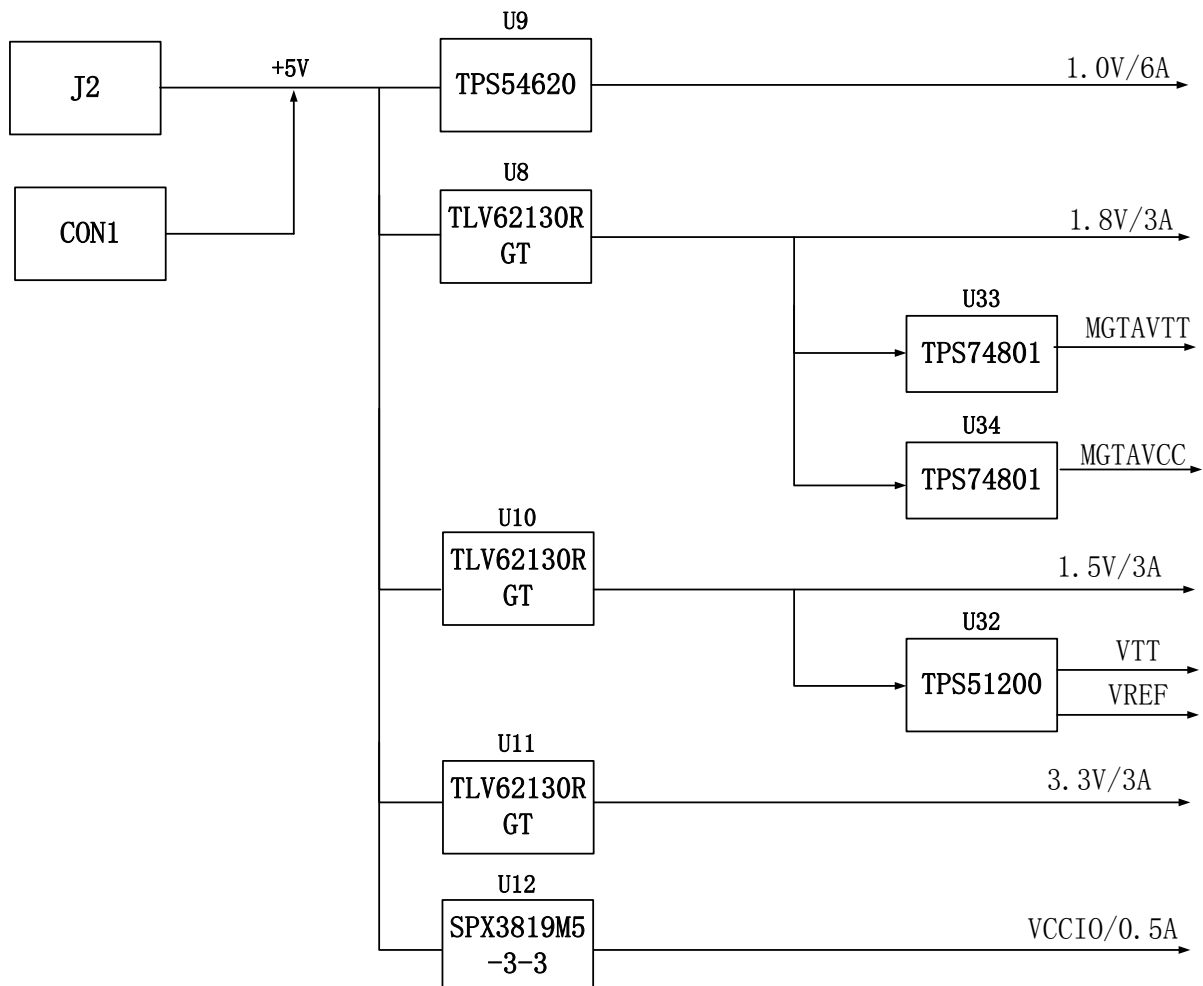 U9
J2
+5V
TPS54620
1.0V/6A
U8
CON1
TLV62130R
GT
1.8V/3A
U33
TPS74801
MGTAVTT
U34
TPS74801
MGTAVCC
U10
TLV62130R
GT
1.5V/3A
U32
TPS51200
VTT
VREF
U11
TLV62130R
GT
3.3V/3A
U12
SPX3819M5
-3-3
VCCIO/0.5A